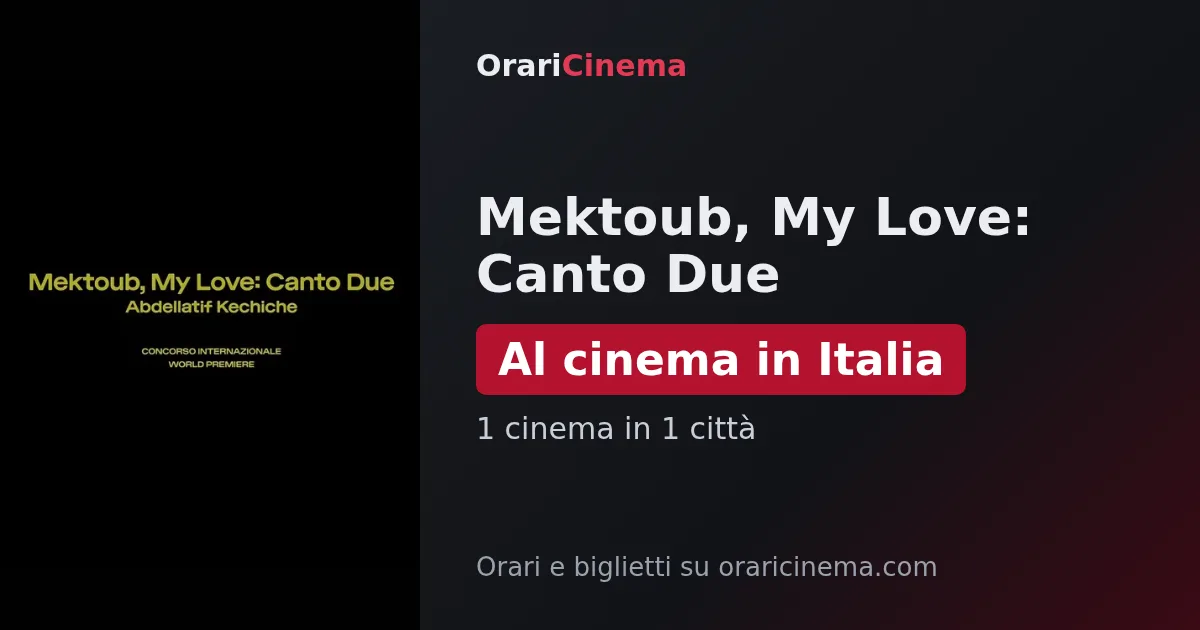 Mektoub, My Love: Canto Due
Abdellatif Kechiche
CONCORSO INTERNAZIONALE
WORLD PREMIERE
OrariCinema
Mektoub, My Love:
Canto Due
Al cinema in Italia
1 cinema in 1 città
Orari e biglietti su oraricinema.com